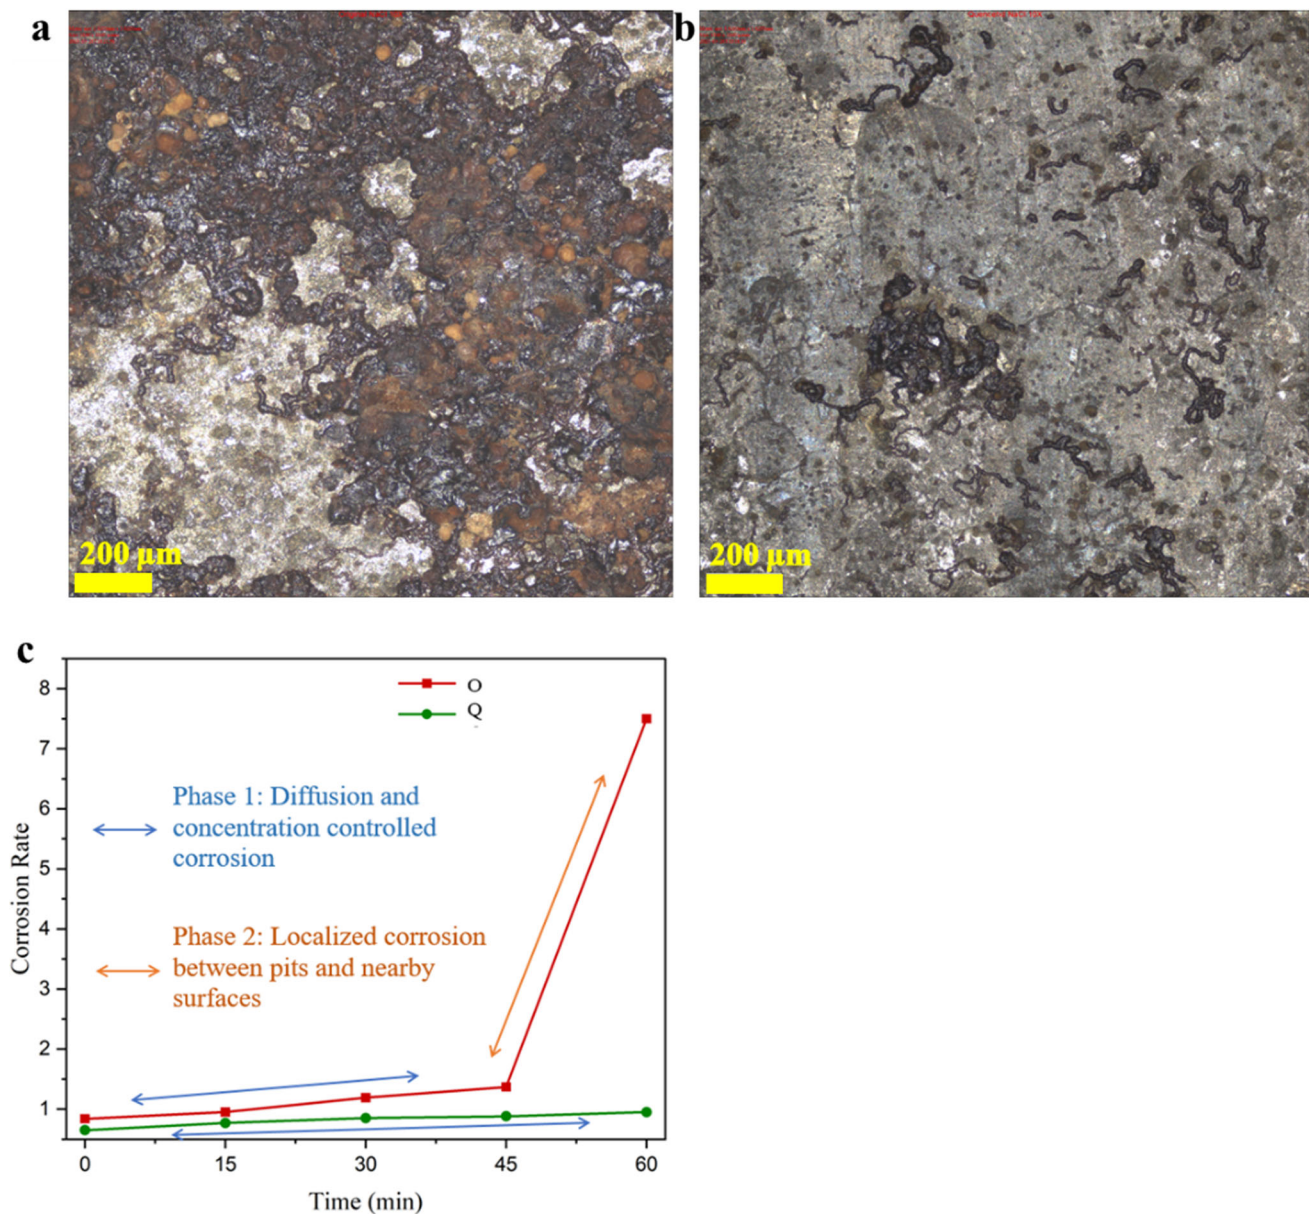 a
b
200 µm
200 µm
c
8
7
6
5
4
3
2
1
O
Q
Phase 1: Diffusion and
concentration controlled
corrosion
Phase 2: Localized corrosion
between pits and nearby
surfaces
Corrosion Rate
0 15 30 45 60
Time (min)